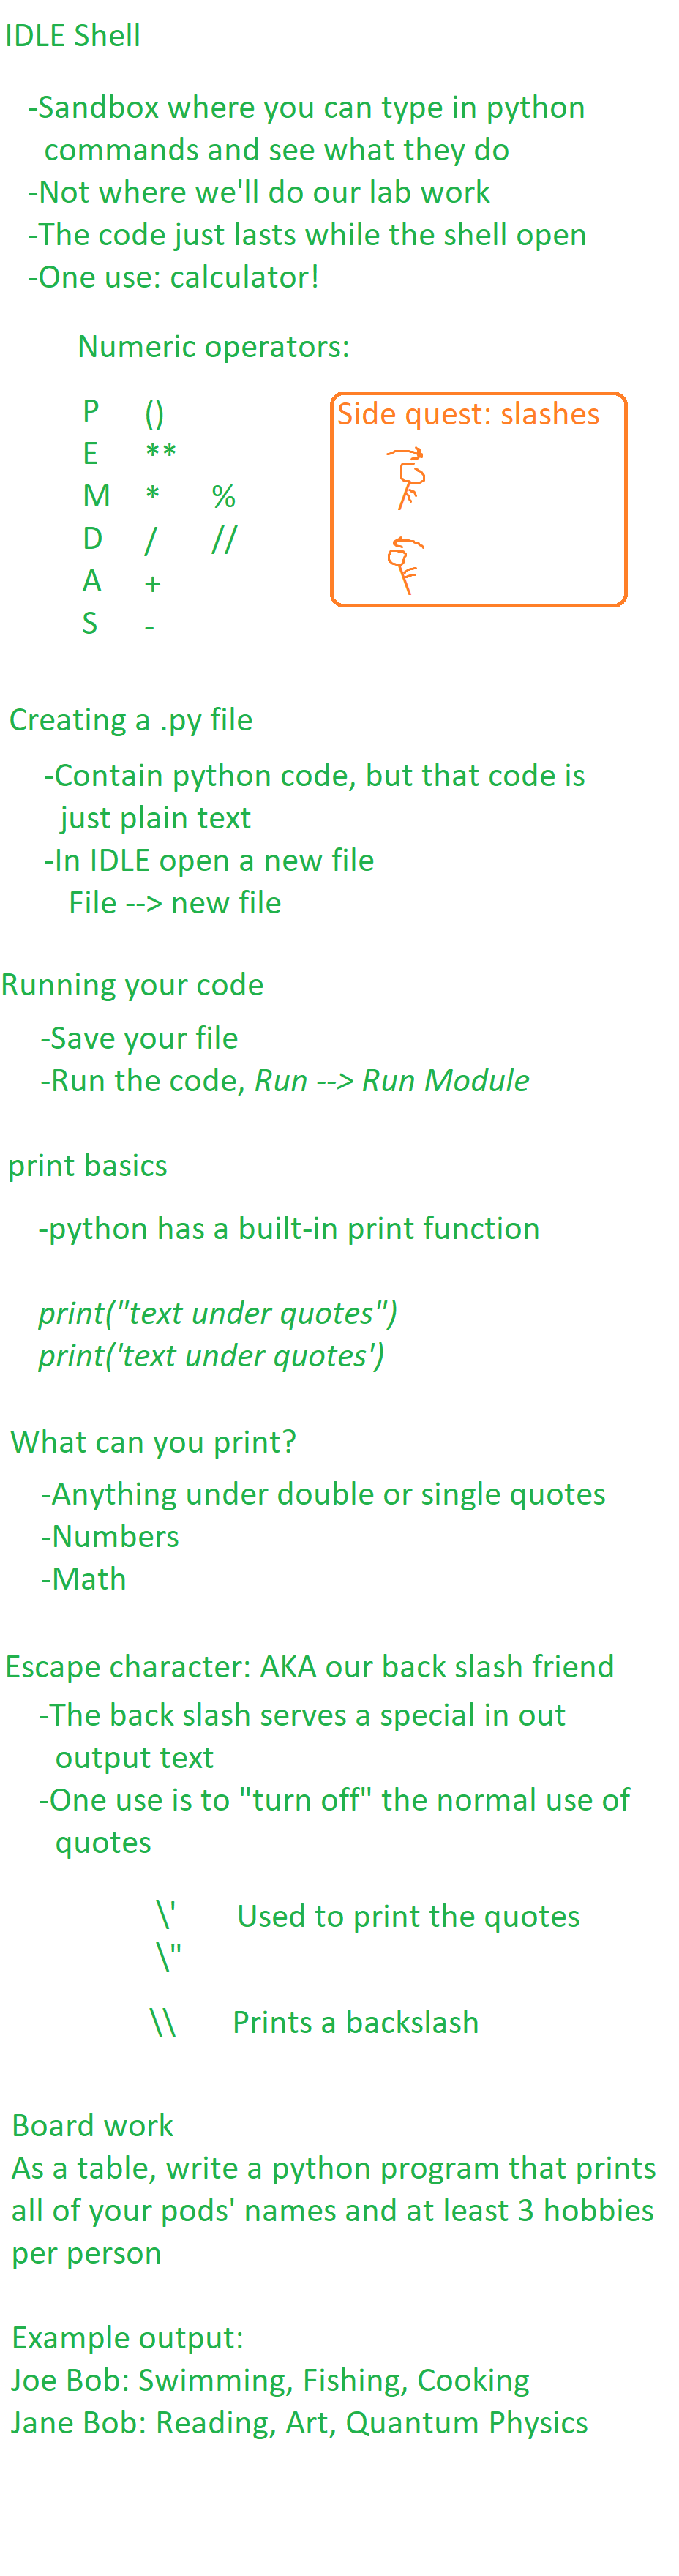 IDLE Shell
-Sandbox where you can type in python
commands and see what they do
-Not where we'll do our lab work
-The code just lasts while the shell open
-One use: calculator!
Numeric operators:
P ()
E **
M * %
D / //
A +
S -
Side quest: slashes
Creating a .py file
-Contain python code, but that code is
just plain text
-In IDLE open a new file
File --> new file
Running your code
-Save your file
-Run the code, Run --> Run Module
print basics
-python has a built-in print function
print("text under quotes")
print('text under quotes')
What can you print?
-Anything under double or single quotes
-Numbers
-Math
Escape character: AKA our back slash friend
-The back slash serves a special in out
output text
-One use is to "turn off" the normal use of
quotes
\' Used to print the quotes
\"
\\ Prints a backslash
Board work
As a table, write a python program that prints
all of your pods' names and at least 3 hobbies
per person
Example output:
Joe Bob: Swimming, Fishing, Cooking
Jane Bob: Reading, Art, Quantum Physics